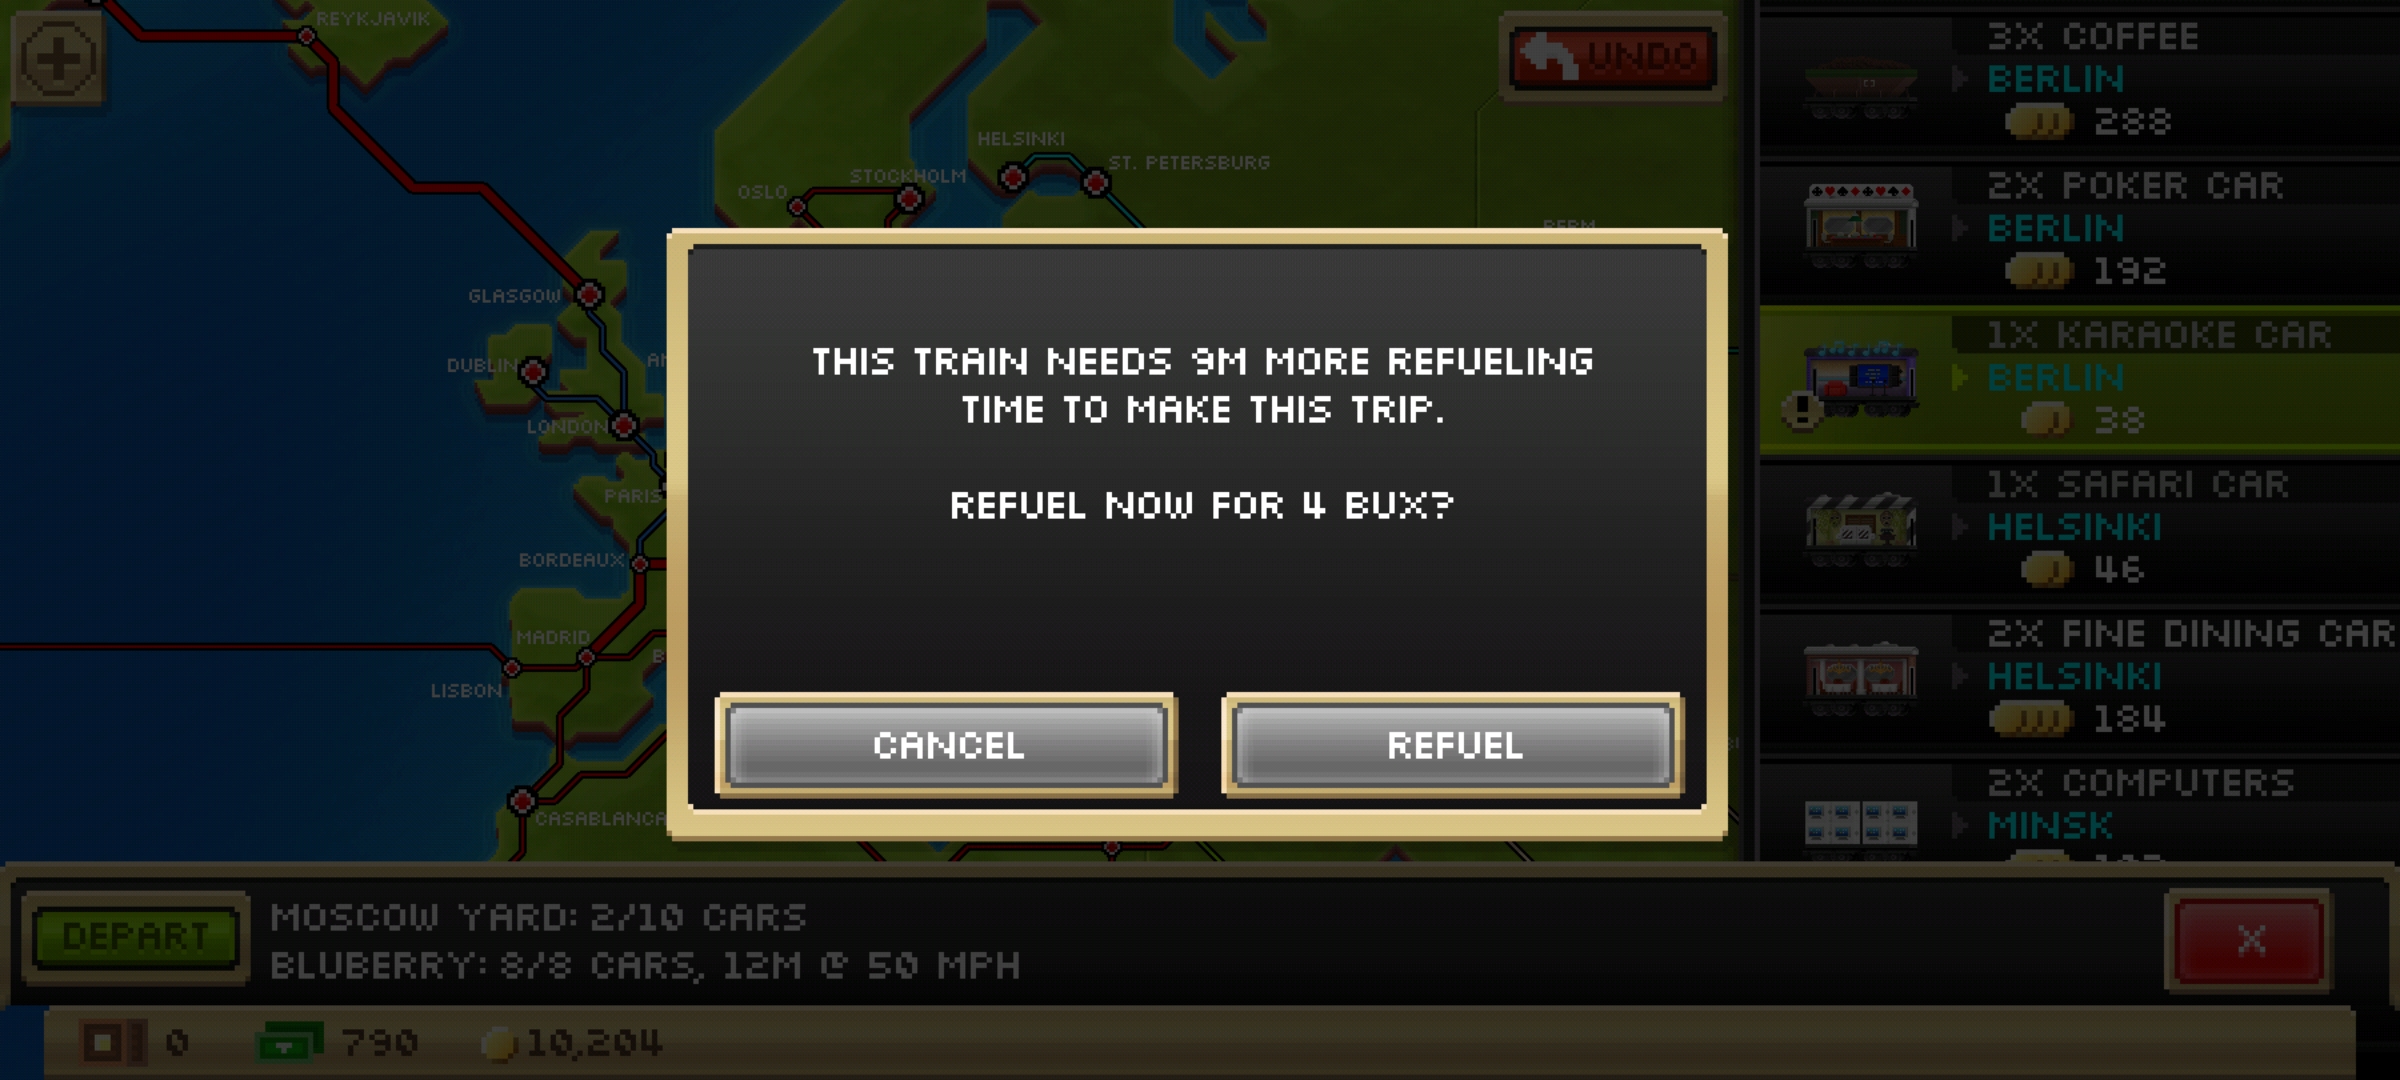 REYKJAVIK
UNDO
HELSINKI
ST. PETERSBURG
STOCKHOLM
OSLO
PERM
GLASGOW
DUBLIN
LONDON
PARIS
BORDEAUX
MADRID
LISBON
CASABLANCA
THIS TRAIN NEEDS 9M MORE REFUELING
TIME TO MAKE THIS TRIP.
REFUEL NOW FOR 4 BUX?
CANCEL
REFUEL
3X COFFEE
BERLIN
288
2X POKER CAR
BERLIN
192
1X KARAOKE CAR
BERLIN
38
1X SAFARI CAR
HELSINKI
46
2X FINE DINING CAR
HELSINKI
184
2X COMPUTERS
MINSK
DEPART
MOSCOW YARD: 2/10 CARS
BLUBERRY: 8/8 CARS, 12M @ 50 MPH
X
0
790
10,204